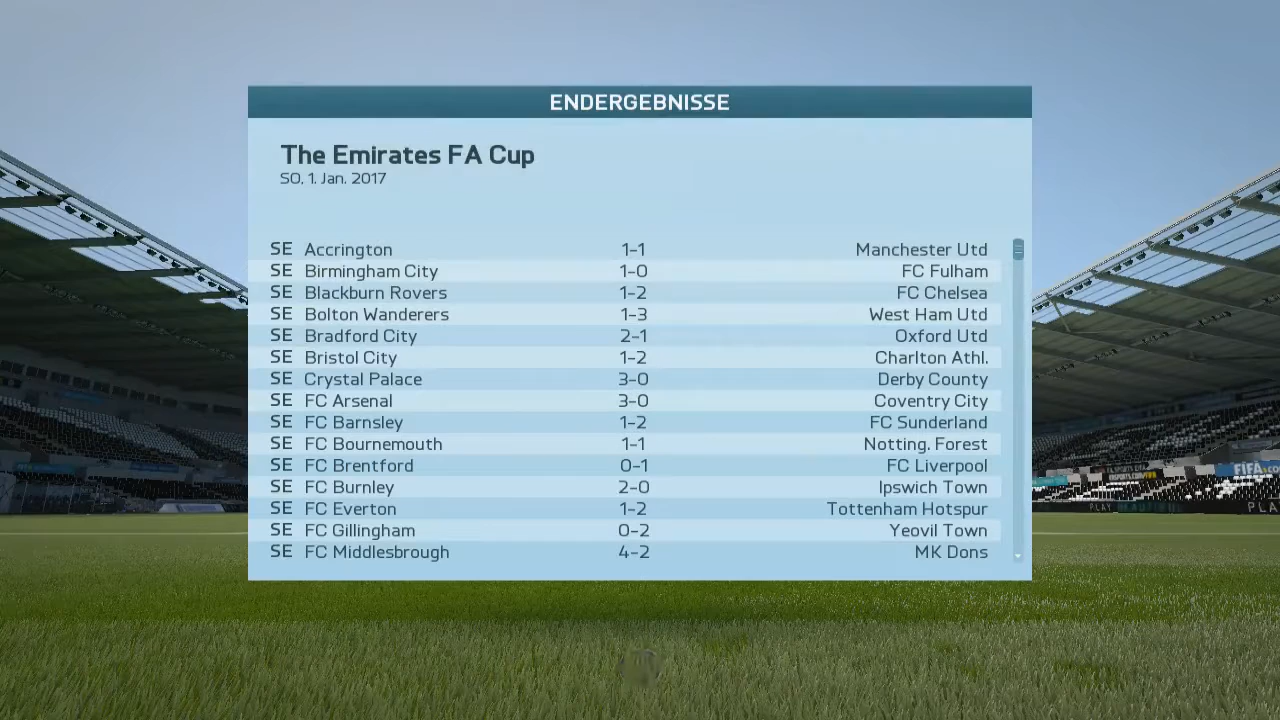 ENDERGEBNISSE
The Emirates FA Cup
SO, 1. Jan. 2017
SE Accrington 1-1 Manchester Utd
SE Birmingham City 1-0 FC Fulham
SE Blackburn Rovers 1-2 FC Chelsea
SE Bolton Wanderers 1-3 West Ham Utd
SE Bradford City 2-1 Oxford Utd
SE Bristol City 1-2 Charlton Athl.
SE Crystal Palace 3-0 Derby County
SE FC Arsenal 3-0 Coventry City
SE FC Barnsley 1-2 FC Sunderland
SE FC Bournemouth 1-1 Notting. Forest
SE FC Brentford 0-1 FC Liverpool
SE FC Burnley 2-0 Ipswich Town
SE FC Everton 1-2 Tottenham Hotspur
SE FC Gillingham 0-2 Yeovil Town
SE FC Middlesbrough 4-2 MK Dons
FIFA.co
PLAY BEAUTIFUL
PLA